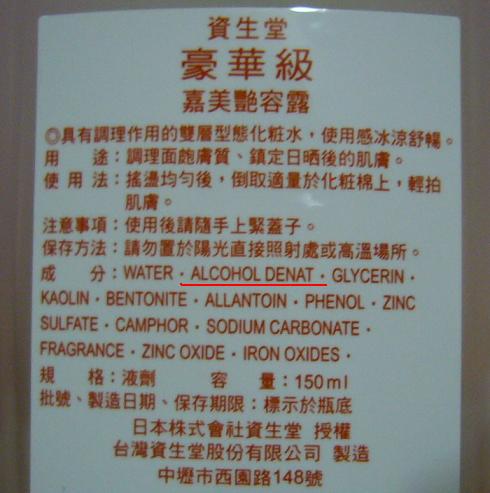 資生堂
豪華級
嘉美艷容露
◎具有調理作用的雙層型態化粧水，使用感冰涼舒暢。
用　途：調理面皰膚質、鎮定日晒後的肌膚。
使用法：搖盪均勻後，倒取適量於化粧棉上，輕拍
肌膚。
注意事項：使用後請隨手上緊蓋子。
保存方法：請勿置於陽光直接照射處或高溫場所。
成　分：WATER・ALCOHOL DENAT・GLYCERIN・
KAOLIN・BENTONITE・ALLANTOIN・PHENOL・ZINC
SULFATE・CAMPHOR・SODIUM CARBONATE・
FRAGRANCE・ZINC OXIDE・IRON OXIDES・
規　格：液劑　　容　量：150ml
批號、製造日期、保存期限：標示於瓶底
日本株式會社資生堂 授權
台灣資生堂股份有限公司 製造
中壢市西園路148號